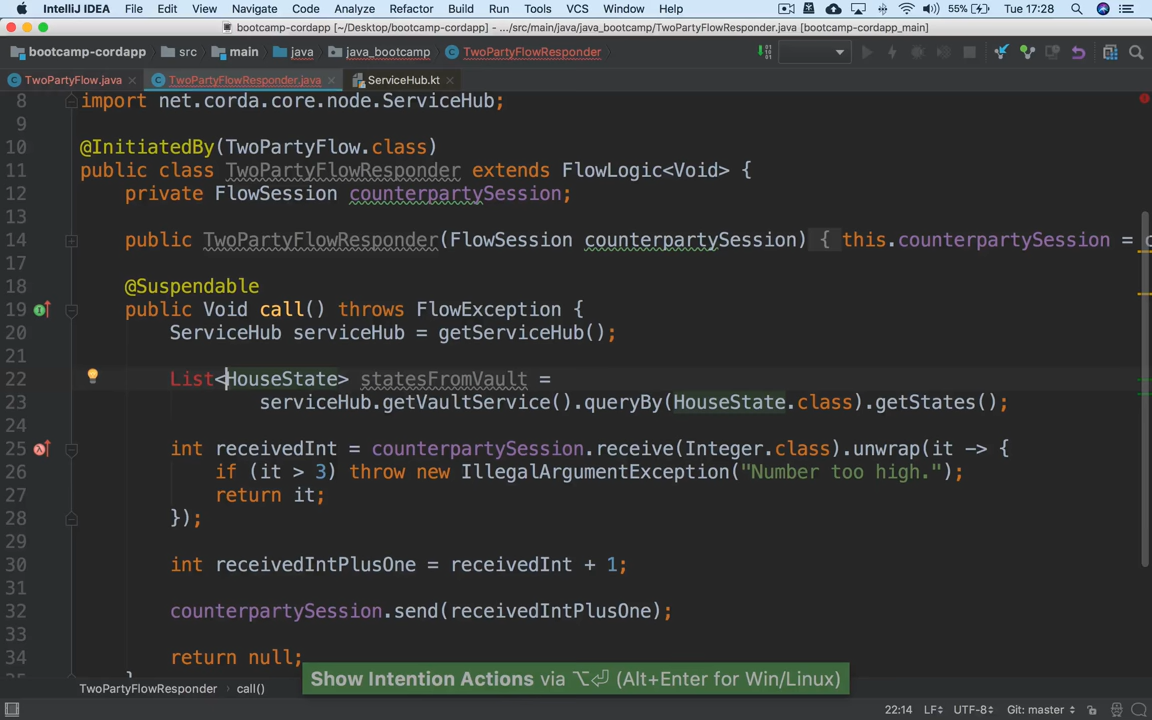 IntelliJ IDEA File Edit View Navigate Code Analyze Refactor Build Run Tools VCS Window Help 55% Tue 17:28
bootcamp-cordapp [~/Desktop/bootcamp-cordapp] - .../src/main/java/java_bootcamp/TwoPartyFlowResponder.java [bootcamp-cordapp_main]
bootcamp-cordapp src main java java_bootcamp TwoPartyFlowResponder
TwoPartyFlow.java TwoPartyFlowResponder.java ServiceHub.kt
8 import net.corda.core.node.ServiceHub;
9
10 @InitiatedBy(TwoPartyFlow.class)
11 public class TwoPartyFlowResponder extends FlowLogic<Void> {
12 private FlowSession counterpartySession;
13
14 public TwoPartyFlowResponder(FlowSession counterpartySession) { this.counterpartySession =
17
18 @Suspendable
19 public Void call() throws FlowException {
20 ServiceHub serviceHub = getServiceHub();
21
22 List<HouseState> statesFromVault =
23 serviceHub.getVaultService().queryBy(HouseState.class).getStates();
24
25 int receivedInt = counterpartySession.receive(Integer.class).unwrap(it -> {
26 if (it > 3) throw new IllegalArgumentException("Number too high.");
27 return it;
28 });
29
30 int receivedIntPlusOne = receivedInt + 1;
31
32 counterpartySession.send(receivedIntPlusOne);
33
34 return null;
Show Intention Actions via ⌥⏎ (Alt+Enter for Win/Linux)
TwoPartyFlowResponder call()
22:14 LF UTF-8 Git: master